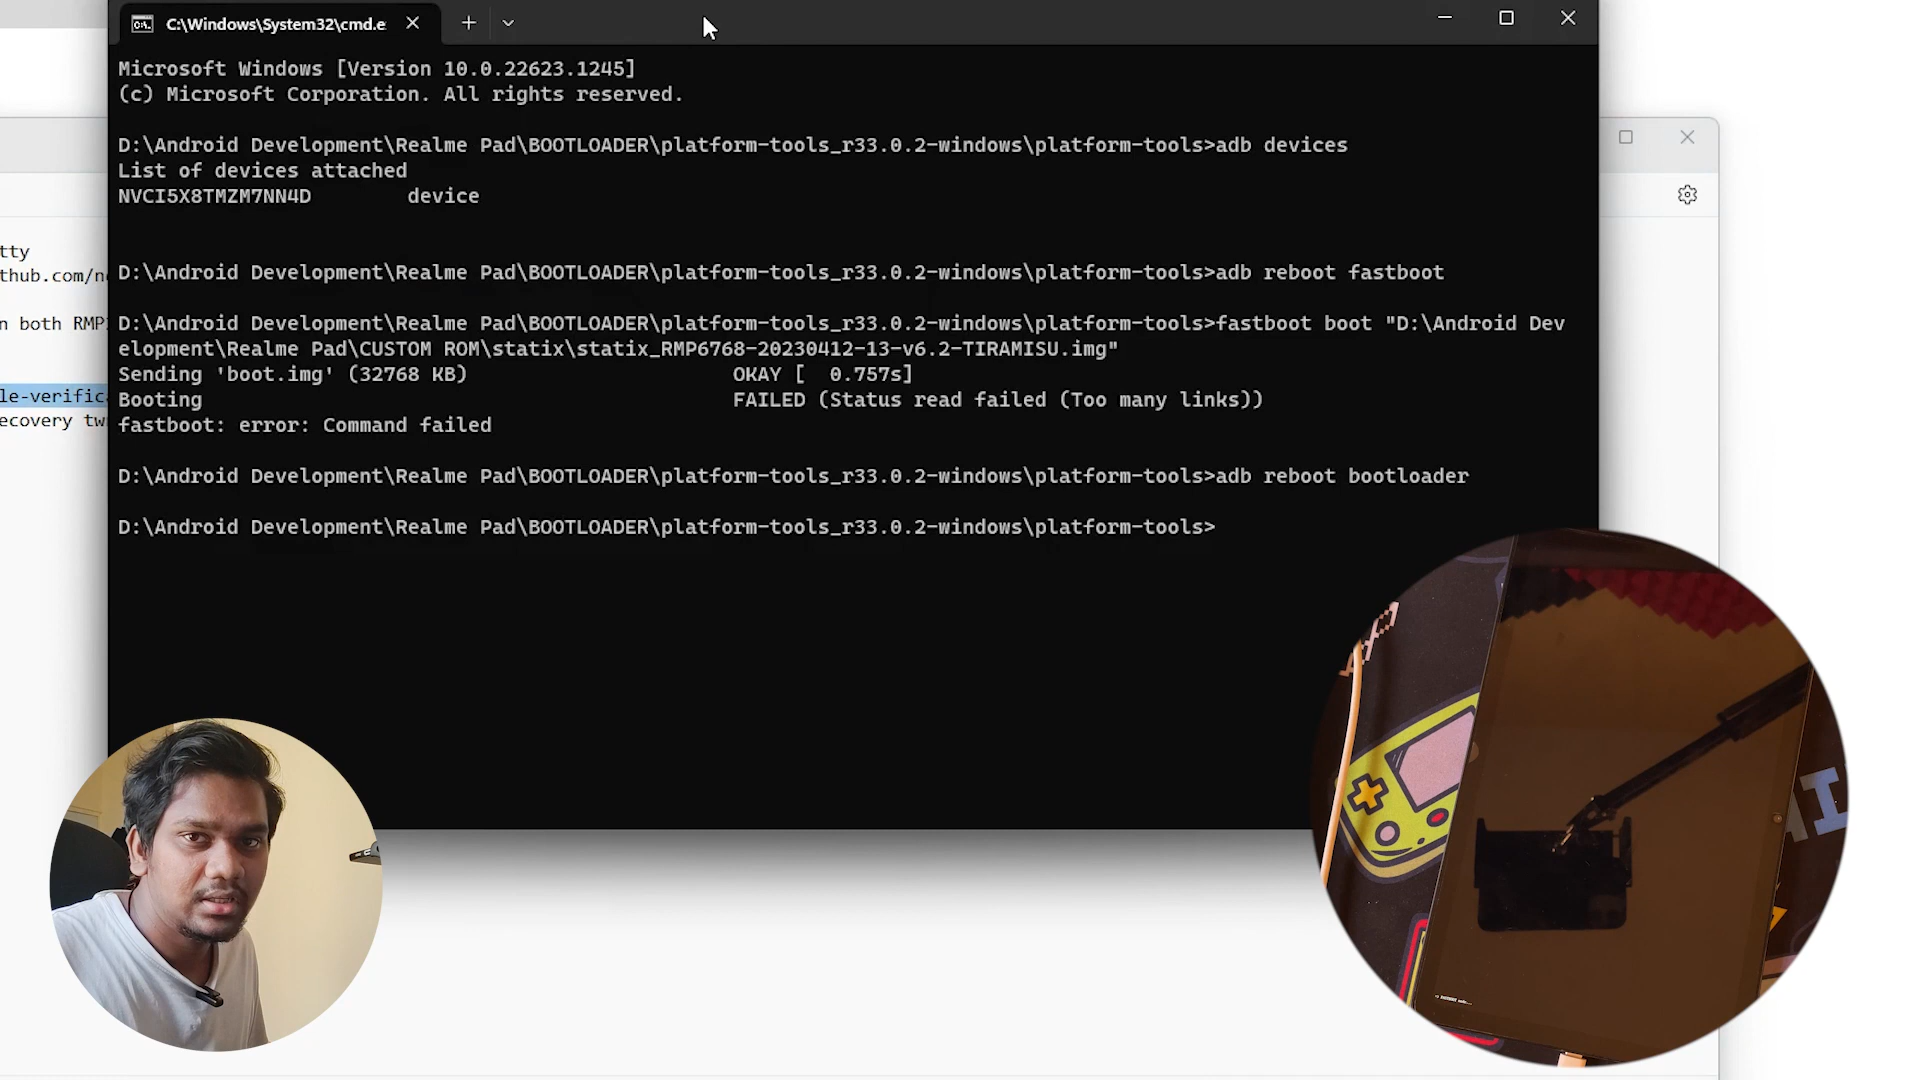 C:\Windows\System32\cmd.e
Microsoft Windows [Version 10.0.22623.1245]
(c) Microsoft Corporation. All rights reserved.
D:\Android Development\Realme Pad\BOOTLOADER\platform-tools_r33.0.2-windows\platform-tools>adb devices
List of devices attached
NVCI5X8TMZM7NN4D device
D:\Android Development\Realme Pad\BOOTLOADER\platform-tools_r33.0.2-windows\platform-tools>adb reboot fastboot
D:\Android Development\Realme Pad\BOOTLOADER\platform-tools_r33.0.2-windows\platform-tools>fastboot boot "D:\Android Dev
elopment\Realme Pad\CUSTOM ROM\statix\statix_RMP6768-20230412-13-v6.2-TIRAMISU.img"
Sending 'boot.img' (32768 KB) OKAY [ 0.757s]
Booting FAILED (Status read failed (Too many links))
fastboot: error: Command failed
D:\Android Development\Realme Pad\BOOTLOADER\platform-tools_r33.0.2-windows\platform-tools>adb reboot bootloader
D:\Android Development\Realme Pad\BOOTLOADER\platform-tools_r33.0.2-windows\platform-tools>
tty
thub.com/n
n both RMP
le-verific
ecovery tw